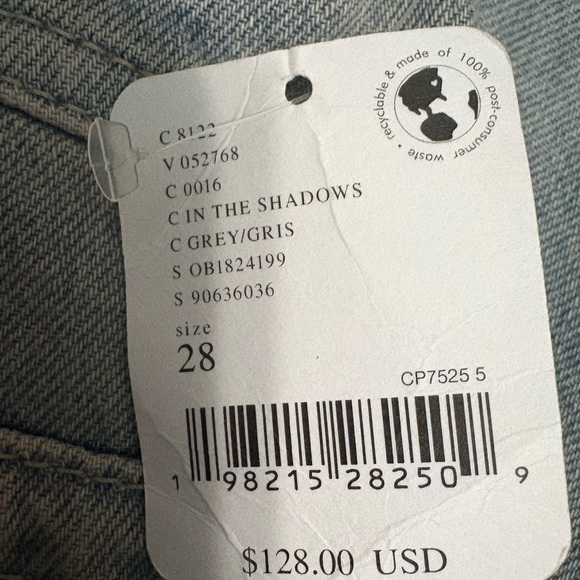 C 8122
V 052768
C 0016
C IN THE SHADOWS
C GREY/GRIS
S OB1824199
S 90636036
size
28
recyclable & made of 100% post-consumer waste •
CP7525 5
1 98215 28250 9
$128.00 USD